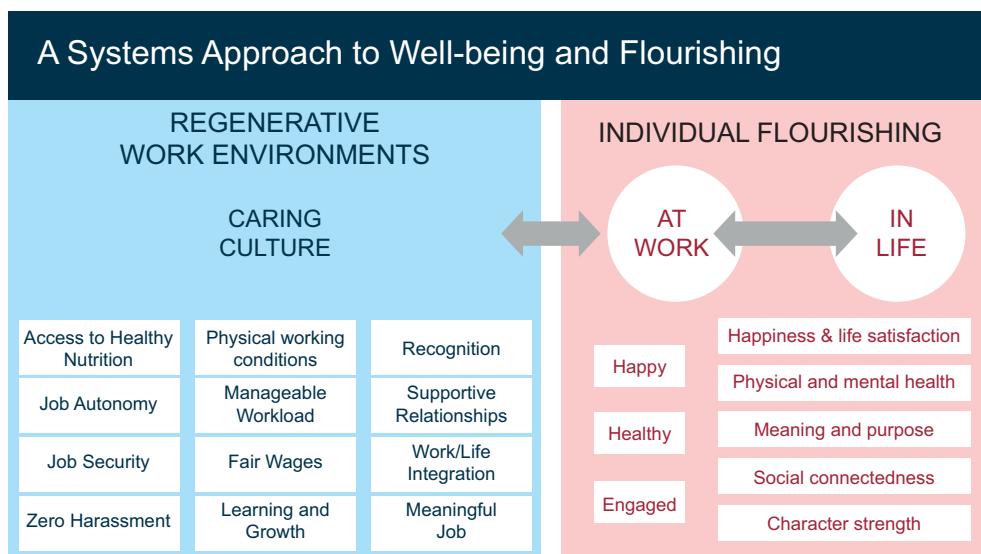 A Systems Approach to Well-being and Flourishing
REGENERATIVE
WORK ENVIRONMENTS
CARING
CULTURE
Access to Healthy
Nutrition
Physical working
conditions
Recognition
Job Autonomy
Manageable
Workload
Supportive
Relationships
Job Security
Fair Wages
Work/Life
Integration
Zero Harassment
Learning and
Growth
Meaningful
Job
INDIVIDUAL FLOURISHING
AT
WORK
IN
LIFE
Happy
Healthy
Engaged
Happiness & life satisfaction
Physical and mental health
Meaning and purpose
Social connectedness
Character strength